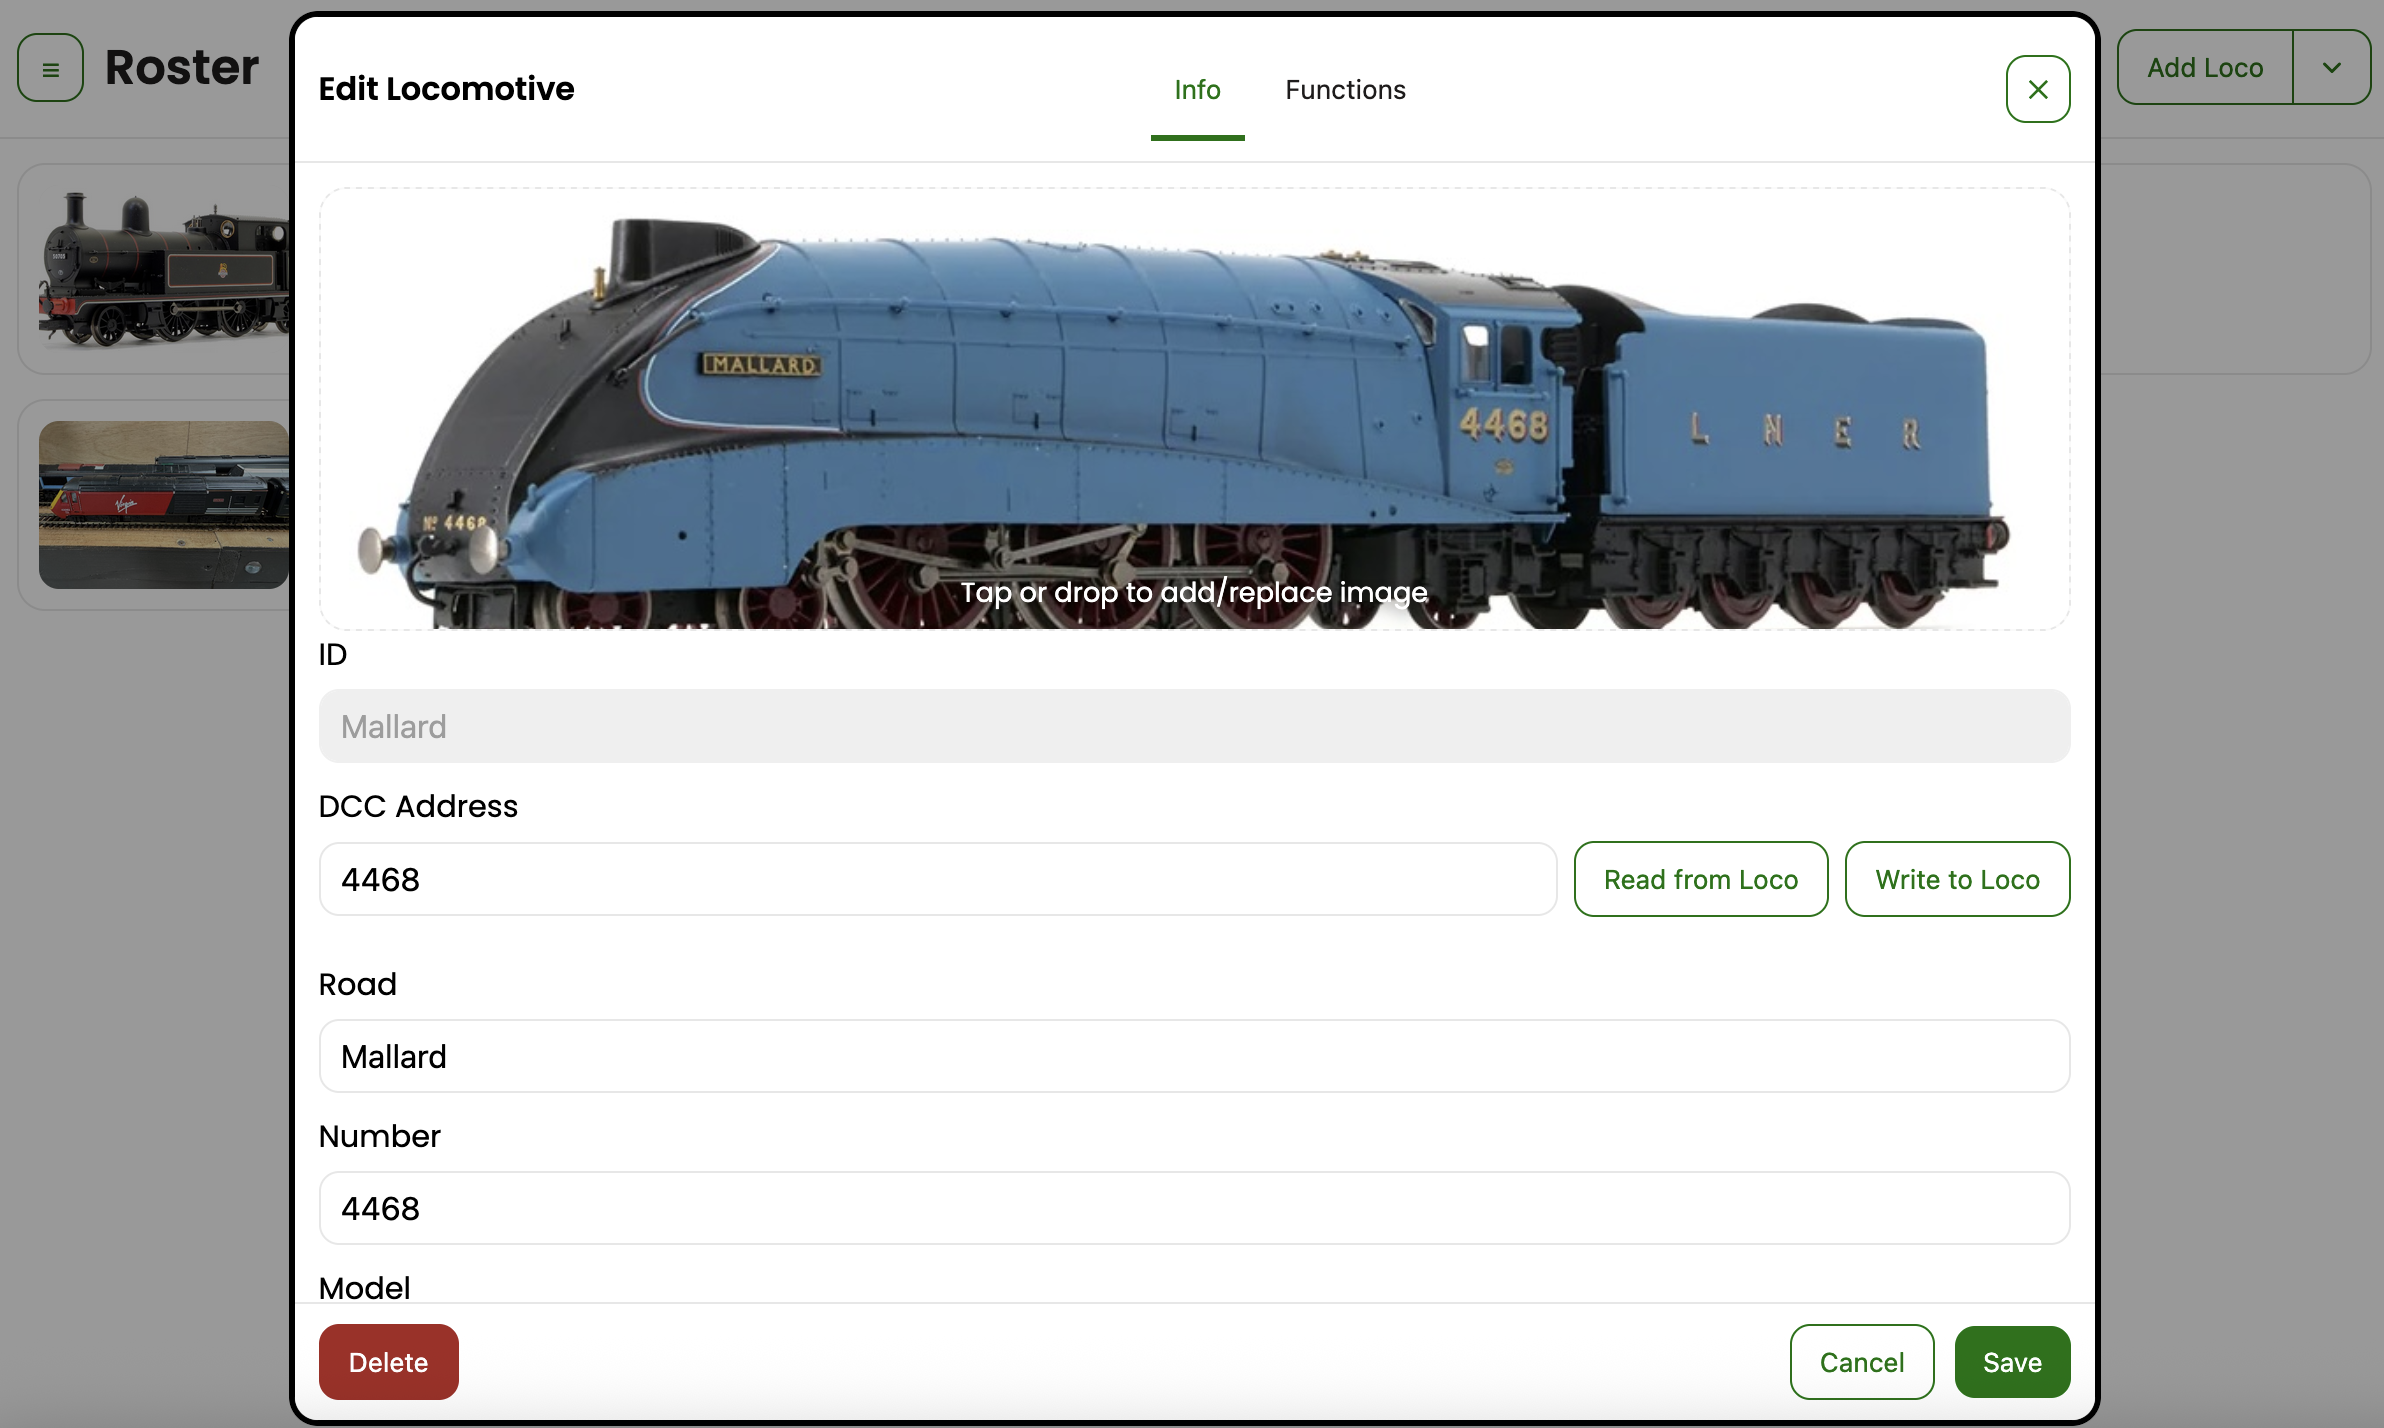 Roster
Add Loco
Edit Locomotive
Info
Functions
MALLARD
4468
L N E R
Nº 4468
Virgin
Tap or drop to add/replace image
ID
Mallard
DCC Address
4468
Read from Loco
Write to Loco
Road
Mallard
Number
4468
Model
Delete
Cancel
Save